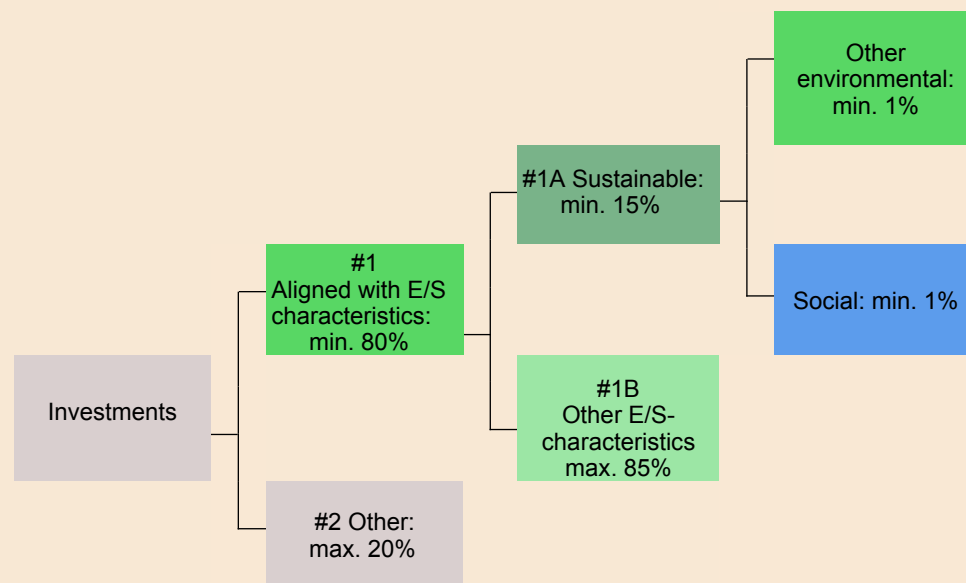 Investments
#1
Aligned with E/S
characteristics:
min. 80%
#2 Other:
max. 20%
#1A Sustainable:
min. 15%
#1B
Other E/S-
characteristics
max. 85%
Other
environmental:
min. 1%
Social: min. 1%